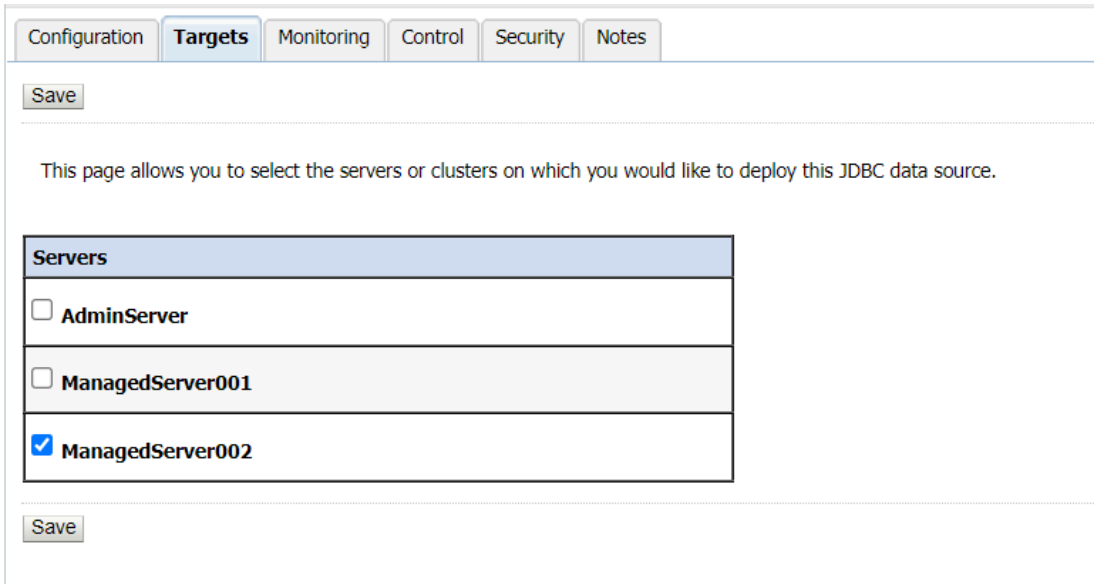 Configuration Targets Monitoring Control Security Notes
Save
This page allows you to select the servers or clusters on which you would like to deploy this JDBC data source.
Servers
AdminServer
ManagedServer001
ManagedServer002
Save